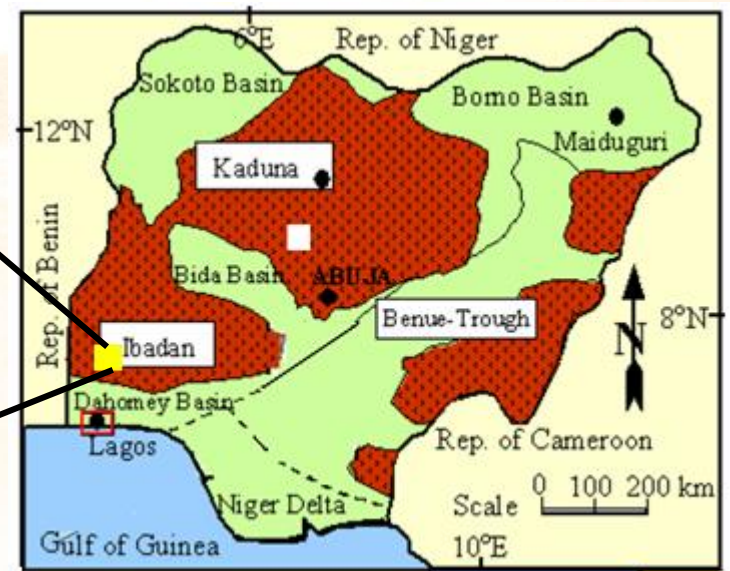 6°E
Rep. of Niger
Sokoto Basin
Borno Basin
12°N
Maiduguri
Kaduna
Rep. of Benin
Bida Basin
ABUJA
Benue-Trough
8°N
N
Ibadan
Dahomey Basin
Lagos
Rep. of Cameroon
Niger Delta
Scale
0 100 200 km
Gulf of Guinea
10°E